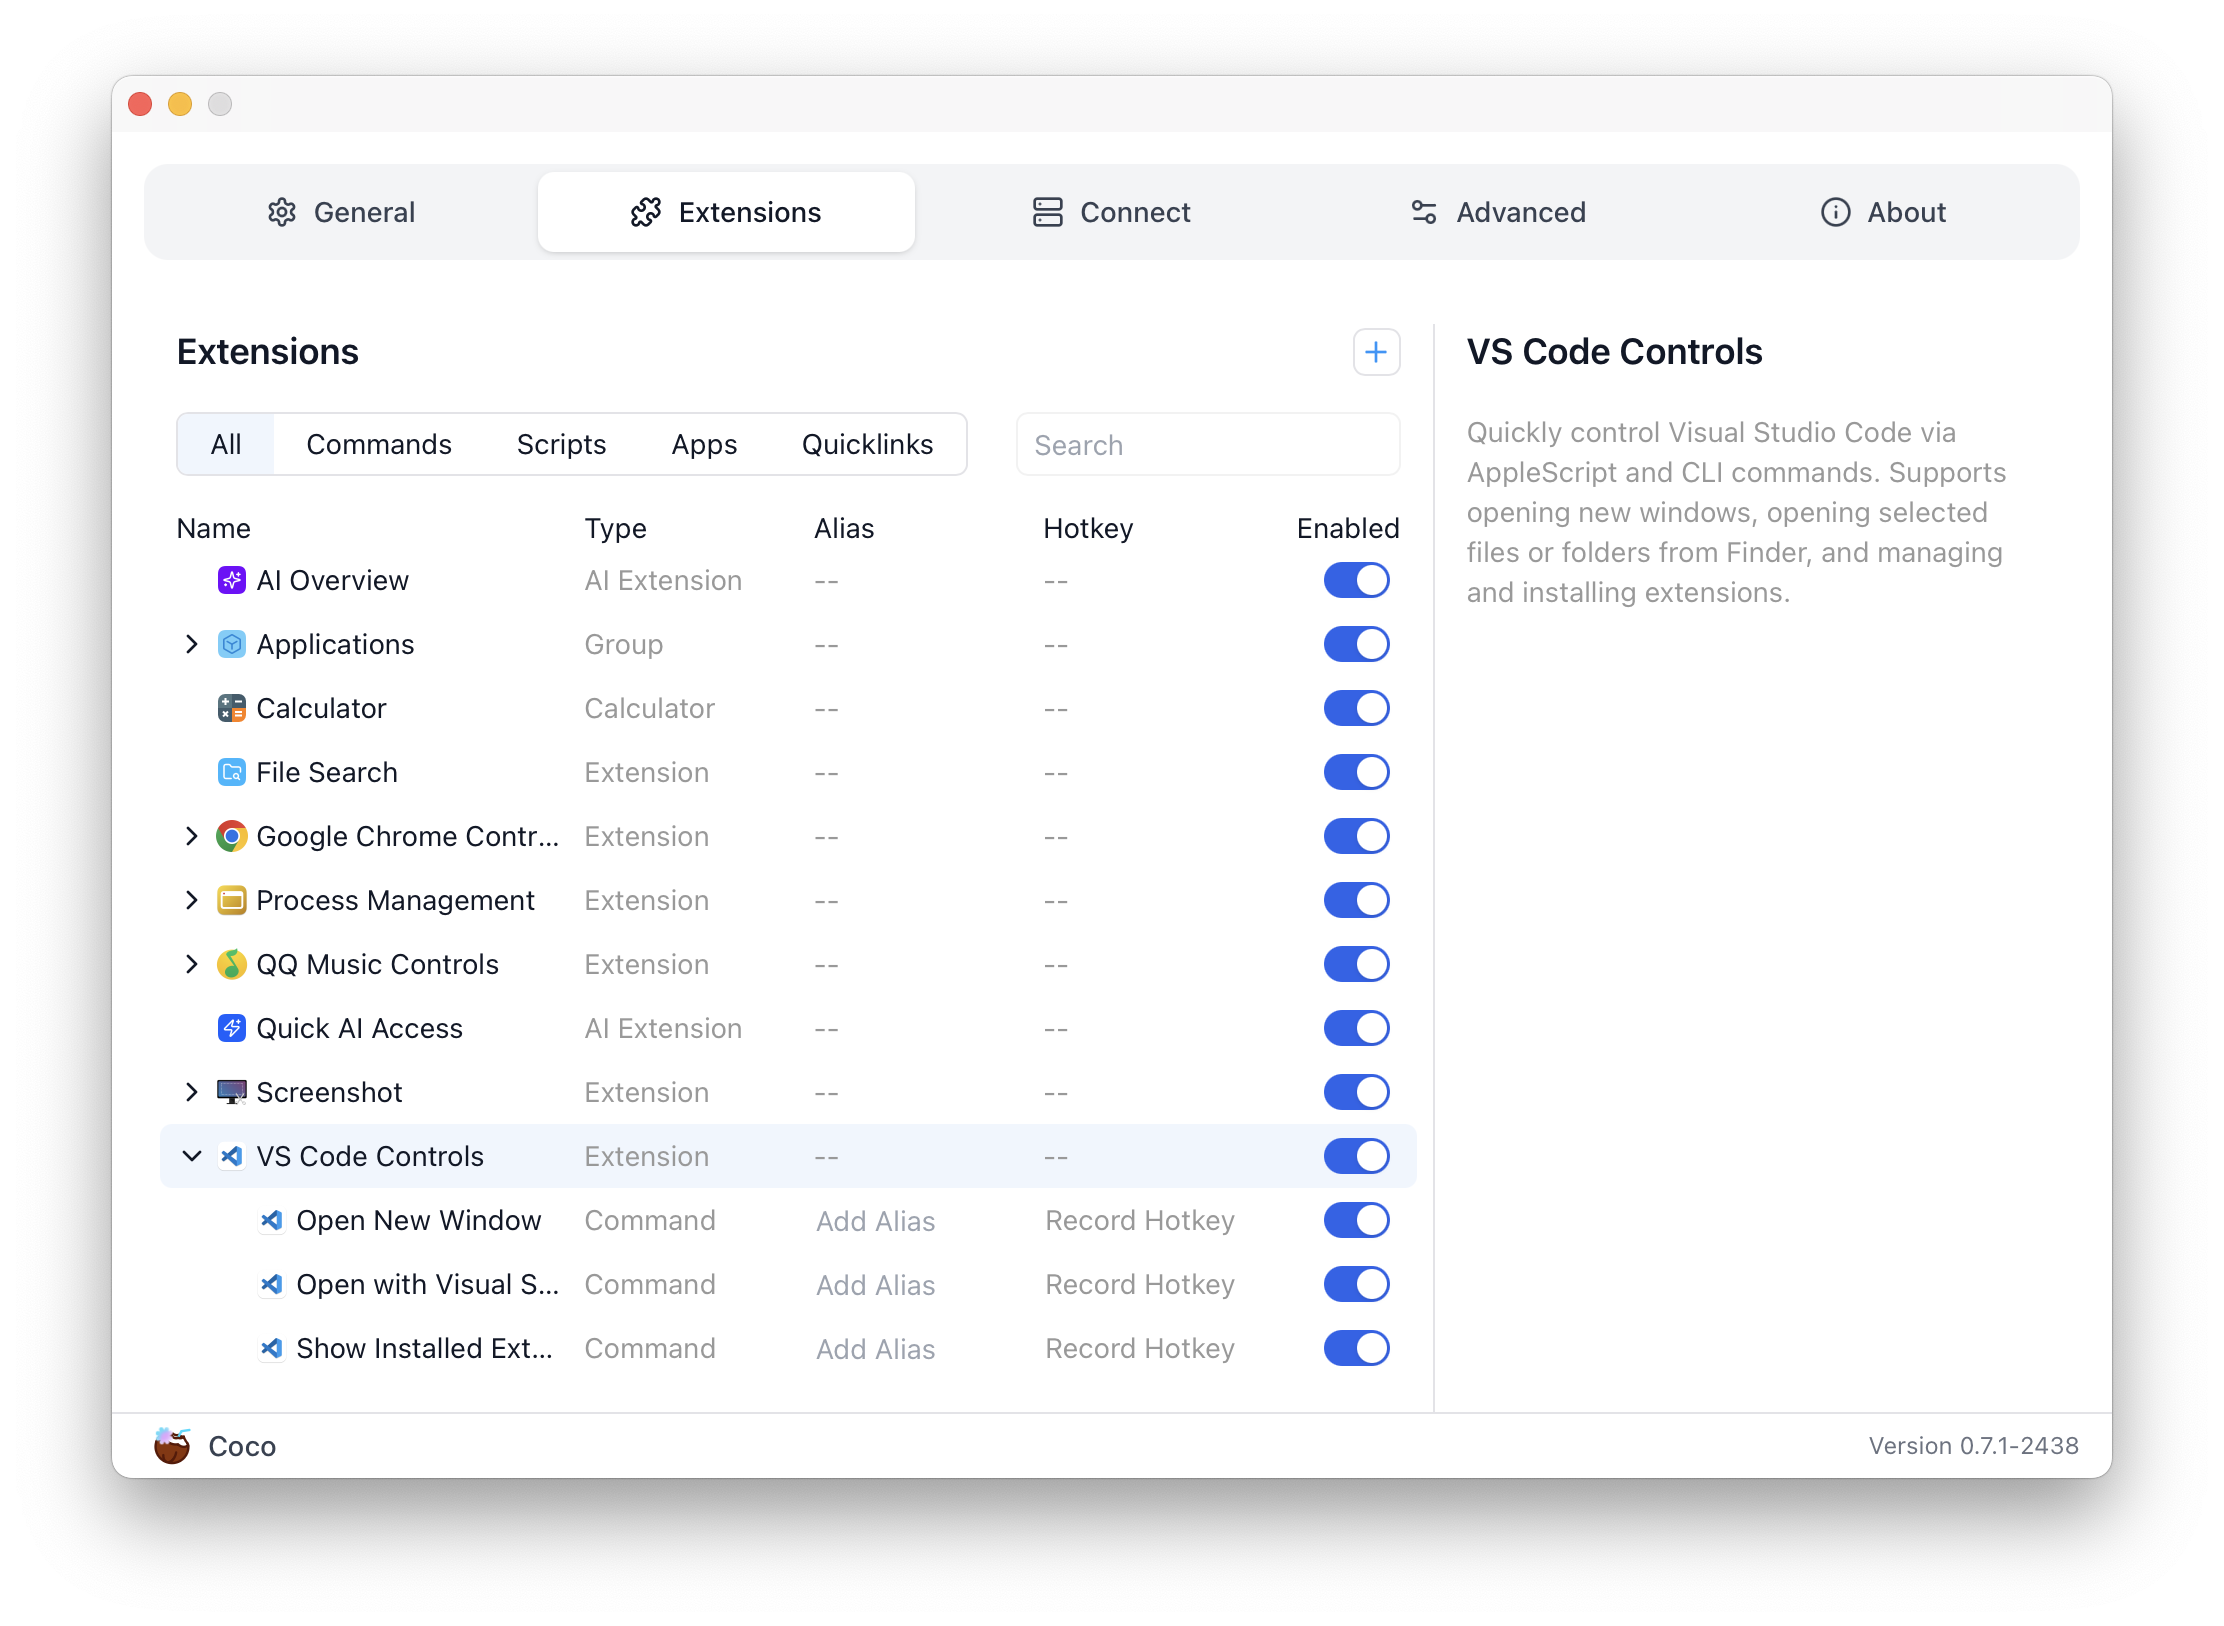 General
Extensions
Connect
Advanced
About
Extensions
All
Commands
Scripts
Apps
Quicklinks
Search
Name Type Alias Hotkey Enabled
AI Overview AI Extension -- --
Applications Group -- --
Calculator Calculator -- --
File Search Extension -- --
Google Chrome Contr... Extension -- --
Process Management Extension -- --
QQ Music Controls Extension -- --
Quick AI Access AI Extension -- --
Screenshot Extension -- --
VS Code Controls Extension -- --
Open New Window Command Add Alias Record Hotkey
Open with Visual S... Command Add Alias Record Hotkey
Show Installed Ext... Command Add Alias Record Hotkey
VS Code Controls
Quickly control Visual Studio Code via
AppleScript and CLI commands. Supports
opening new windows, opening selected
files or folders from Finder, and managing
and installing extensions.
Coco
Version 0.7.1-2438